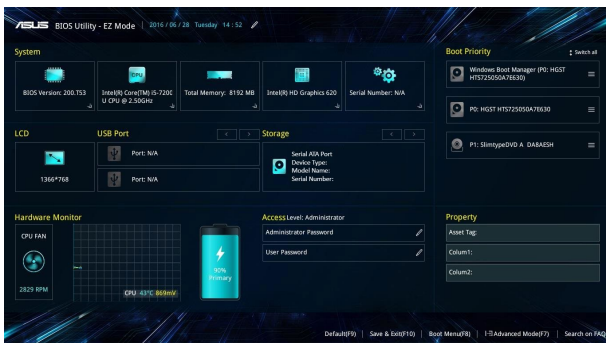 ASUS BIOS Utility - EZ Mode | 2016 / 06 / 28 Tuesday 14 : 52
System
BIOS Version: 200.T53
Intel(R) Core(TM) i5-7200
U CPU @ 2.50GHz
Total Memory: 8192 MB
Intel(R) HD Graphics 620
Serial Number: N/A
CPU
Boot Priority
Switch all
Windows Boot Manager (P0: HGST
HTS725050A7E630)
P0: HGST HTS725050A7E630
P1: SlimtypeDVD A DA8AESH
LCD
1366*768
USB Port
Port: N/A
Port: N/A
Storage
Serial ATA Port
Device Type:
Model Name:
Serial Number:
Hardware Monitor
CPU FAN
2829 RPM
CPU 43°C 869mV
90%
Primary
Access Level: Administrator
Administrator Password
User Password
Property
Asset Tag:
Colum1:
Colum2:
Default(F9) | Save & Exit(F10) | Boot Menu(F8) | Advanced Mode(F7) | Search on FAQ